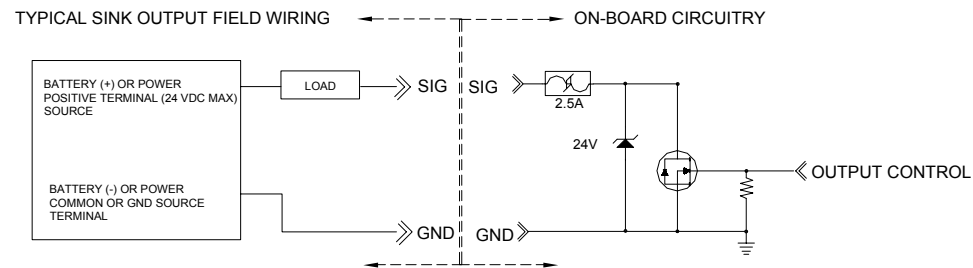 TYPICAL SINK OUTPUT FIELD WIRING
ON-BOARD CIRCUITRY
BATTERY (+) OR POWER
POSITIVE TERMINAL (24 VDC MAX)
SOURCE
LOAD
SIG
SIG
2.5A
24V
OUTPUT CONTROL
BATTERY (-) OR POWER
COMMON OR GND SOURCE
TERMINAL
GND
GND